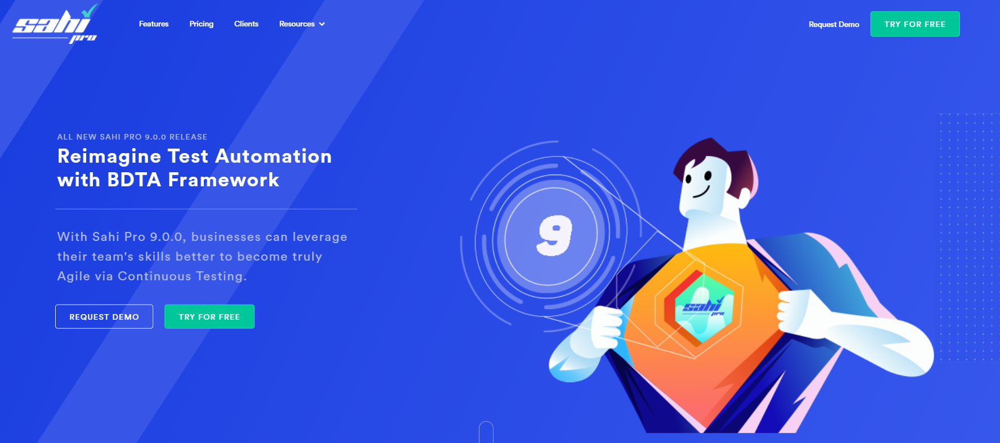 sahi
pro
Features
Pricing
Clients
Resources
Request Demo
TRY FOR FREE
ALL NEW SAHI PRO 9.0.0 RELEASE
Reimagine Test Automation
with BDTA Framework
With Sahi Pro 9.0.0, businesses can leverage
their team's skills better to become truly
Agile via Continuous Testing.
REQUEST DEMO
TRY FOR FREE
9
sahi
pro